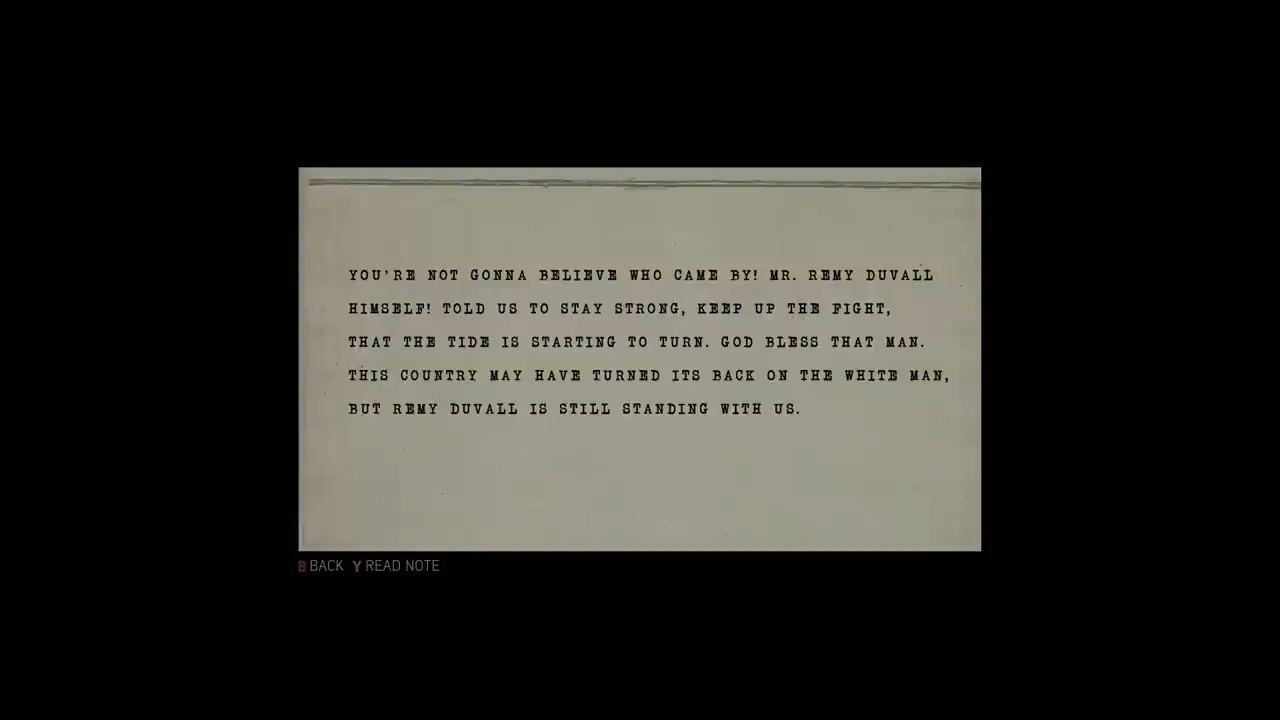 YOU'RE NOT GONNA BELIEVE WHO CAME BY! MR. REMY DUVALL
HIMSELF! TOLD US TO STAY STRONG, KEEP UP THE FIGHT,
THAT THE TIDE IS STARTING TO TURN. GOD BLESS THAT MAN.
THIS COUNTRY MAY HAVE TURNED ITS BACK ON THE WHITE MAN,
BUT REMY DUVALL IS STILL STANDING WITH US.
B BACK Y READ NOTE